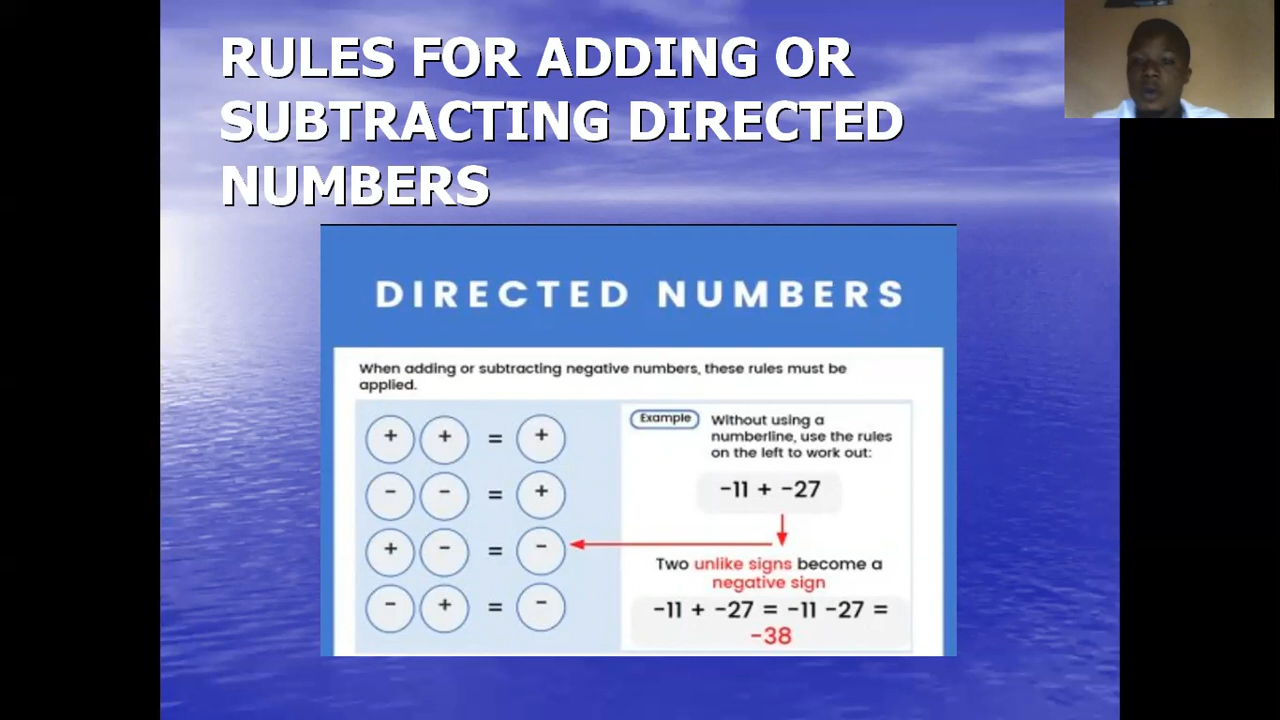 RULES FOR ADDING OR
SUBTRACTING DIRECTED
NUMBERS
DIRECTED NUMBERS
When adding or subtracting negative numbers, these rules must be
applied.
+ + = +
- - = +
+ - = -
- + = -
Example
Without using a
numberline, use the rules
on the left to work out:
-11 + -27
Two unlike signs become a
negative sign
-11 + -27 = -11 -27 =
-38